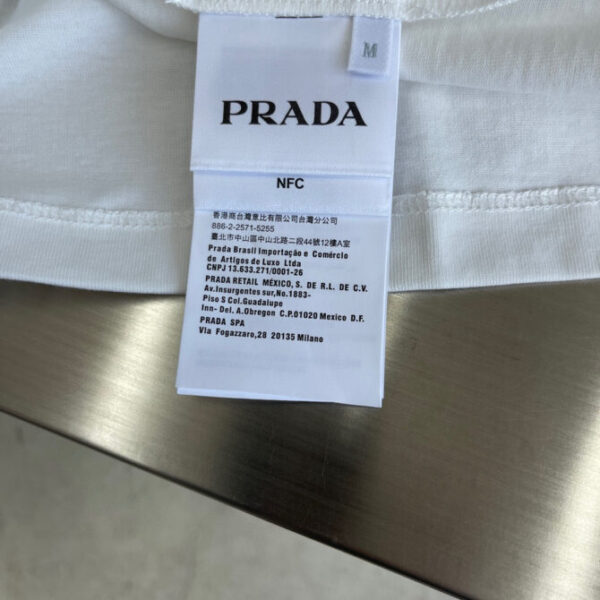 M
PRADA
NFC
香港商台灣意比有限公司台灣分公司
886-2-2571-5255
臺北市中山區中山北路二段44號12樓A室
Prada Brasil Importação e Comércio
de Artigos de Luxo Ltda
CNPJ 13.633.271/0001-26
PRADA RETAIL MÉXICO, S. DE R.L. DE C.V.
Av.Insurgentes sur,No.1883-
Piso S Col.Guadalupo
Inn- Del. A.Obregon C.P.01020 Mexico D.F.
PRADA SPA
VIa Fogazzaro,28 20135 Milano